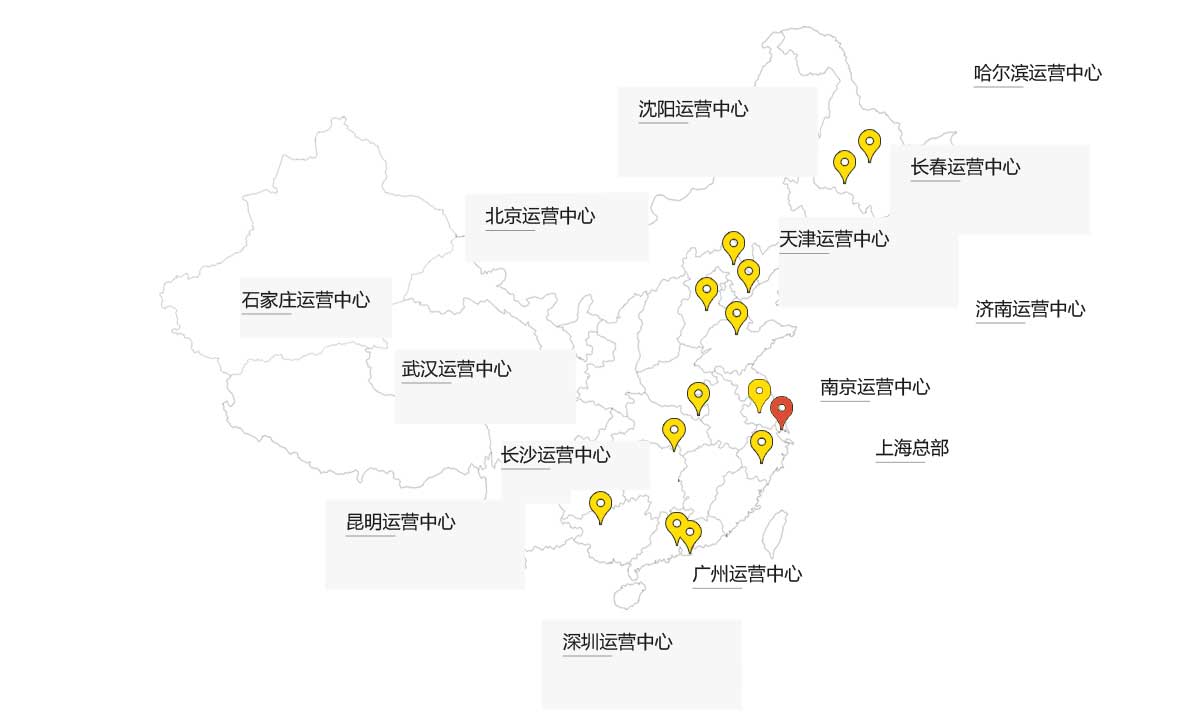 哈尔滨运营中心
沈阳运营中心
长春运营中心
北京运营中心
天津运营中心
石家庄运营中心
济南运营中心
武汉运营中心
南京运营中心
上海总部
长沙运营中心
昆明运营中心
广州运营中心
深圳运营中心